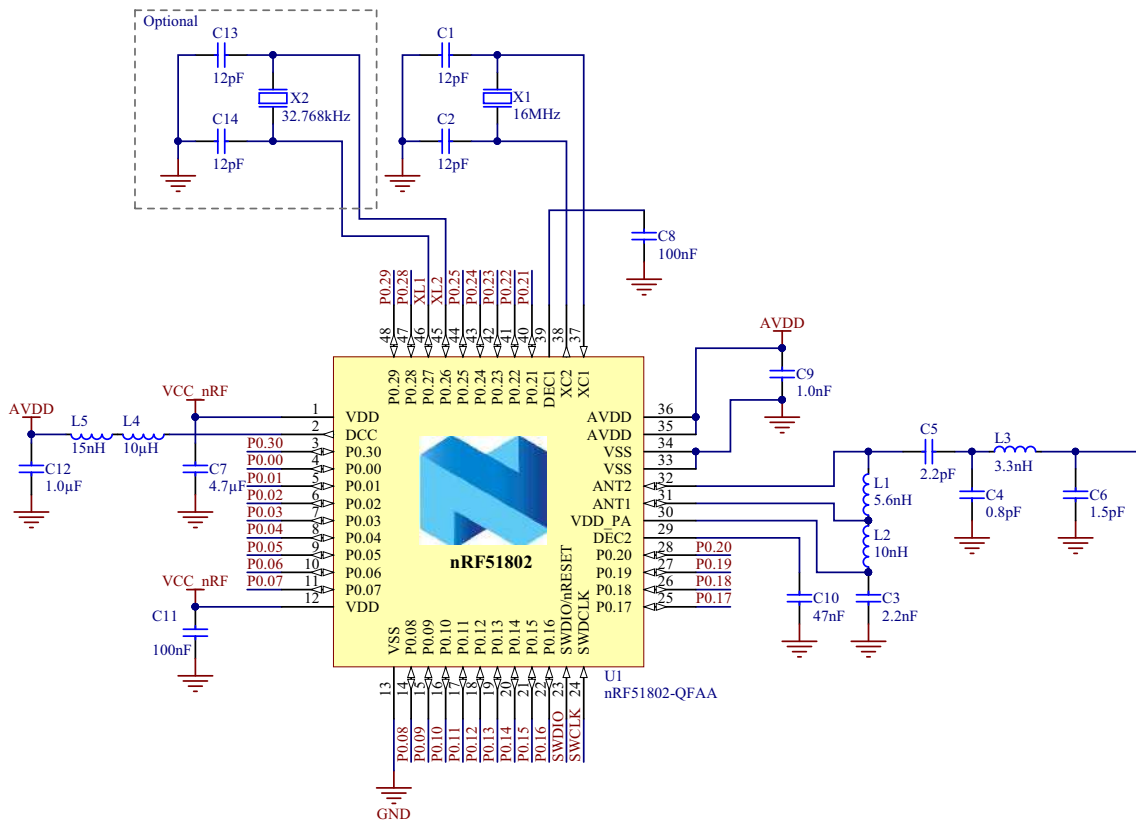 Optional
C13
12pF
X2
32.768kHz
C14
12pF
C1
12pF
X1
16MHz
C2
12pF
C8
100nF
P0.29
P0.28
XL1
XL2
P0.25
P0.24
P0.23
P0.22
P0.21
48
47
46
45
44
43
42
41
40
39
38
37
P0.29
P0.28
P0.27
P0.26
P0.25
P0.24
P0.23
P0.22
P0.21
DEC1
XC2
XC1
AVDD
C9
1.0nF
AVDD
L5
15nH
L4
10µH
C12
1.0µF
VCC_nRF
C7
4.7µF
1 VDD
2 DCC
P0.30 3 P0.30
P0.00 4 P0.00
P0.01 5 P0.01
P0.02 6 P0.02
P0.03 7 P0.03
P0.04 8 P0.04
P0.05 9 P0.05
P0.06 10 P0.06
P0.07 11 P0.07
12 VDD
VCC_nRF
C11
100nF
nRF51802
AVDD 36
AVDD 35
VSS 34
VSS 33
ANT2 32
ANT1 31
VDD_PA 30
DEC2 29
P0.20 28 P0.20
P0.19 27 P0.19
P0.18 26 P0.18
P0.17 25 P0.17
C5
2.2pF
L3
3.3nH
L1
5.6nH
L2
10nH
C4
0.8pF
C6
1.5pF
C10
47nF
C3
2.2nF
VSS
P0.08
P0.09
P0.10
P0.11
P0.12
P0.13
P0.14
P0.15
P0.16
SWDIO/nRESET
SWDCLK
U1
nRF51802-QFAA
13
14
15
16
17
18
19
20
21
22
23
24
P0.08
P0.09
P0.10
P0.11
P0.12
P0.13
P0.14
P0.15
P0.16
SWDIO
SWCLK
GND